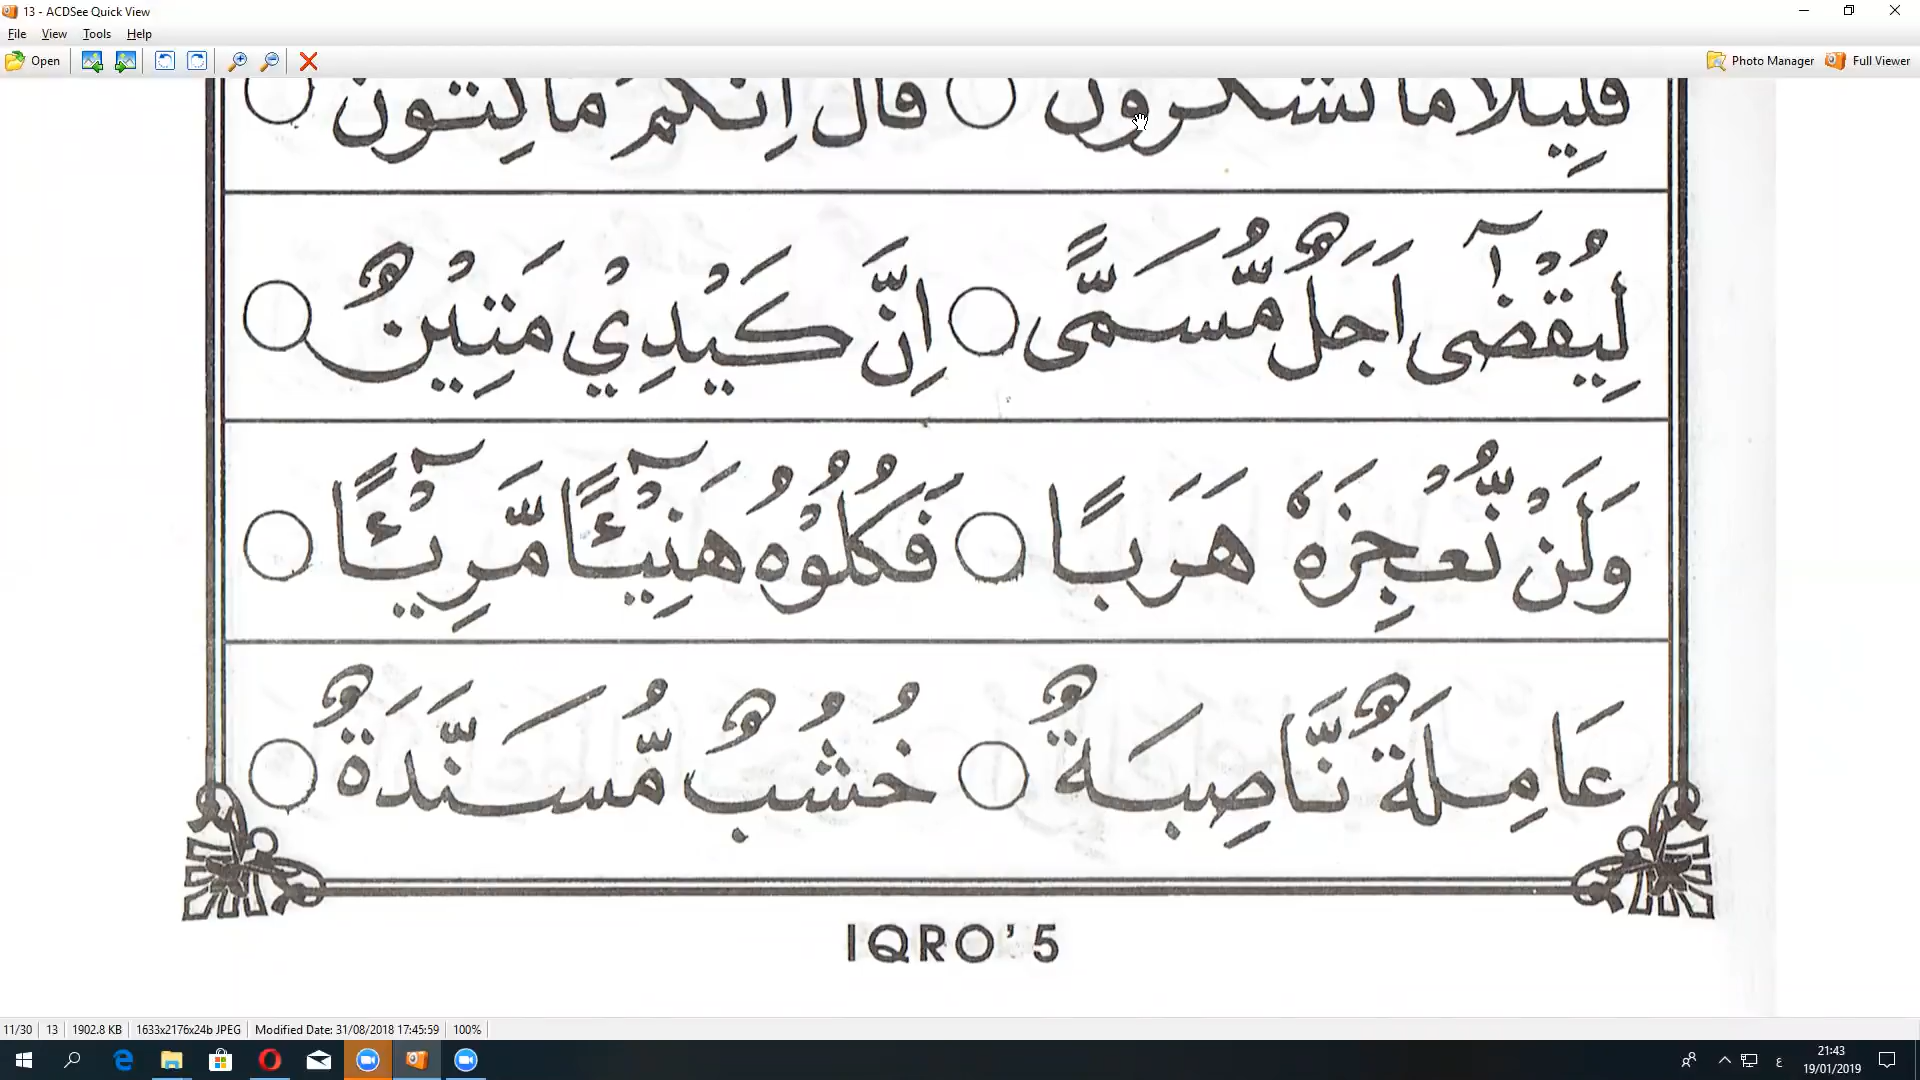 13 - ACDSee Quick View
File View Tools Help
Open Photo Manager Full Viewer
قَلِيلًا مَا تَشْكُرُونَ ○ قَالَ اِنَّكُمْ مَاكِثُونَ ○
لِيُقْضٰٓى اَجَلٌ مُّسَمًّى ○ اِنَّ كَيْدِيْ مَتِيْنٌ ○
وَلَنْ نُّعْجِزَهٗ هَرَبًا ○ فَكُلُوْهُ هَنِيْٓـئًا مَّرِيْٓـئًا ○
عَامِلَةٌ نَّاصِبَةٌ ○ خُشُبٌ مُّسَنَّدَةٌ ○
IQRO' 5
11/30 13 1902.8 KB 1633x2176x24b JPEG Modified Date: 31/08/2018 17:45:59 100%
ع 21:43
19/01/2019